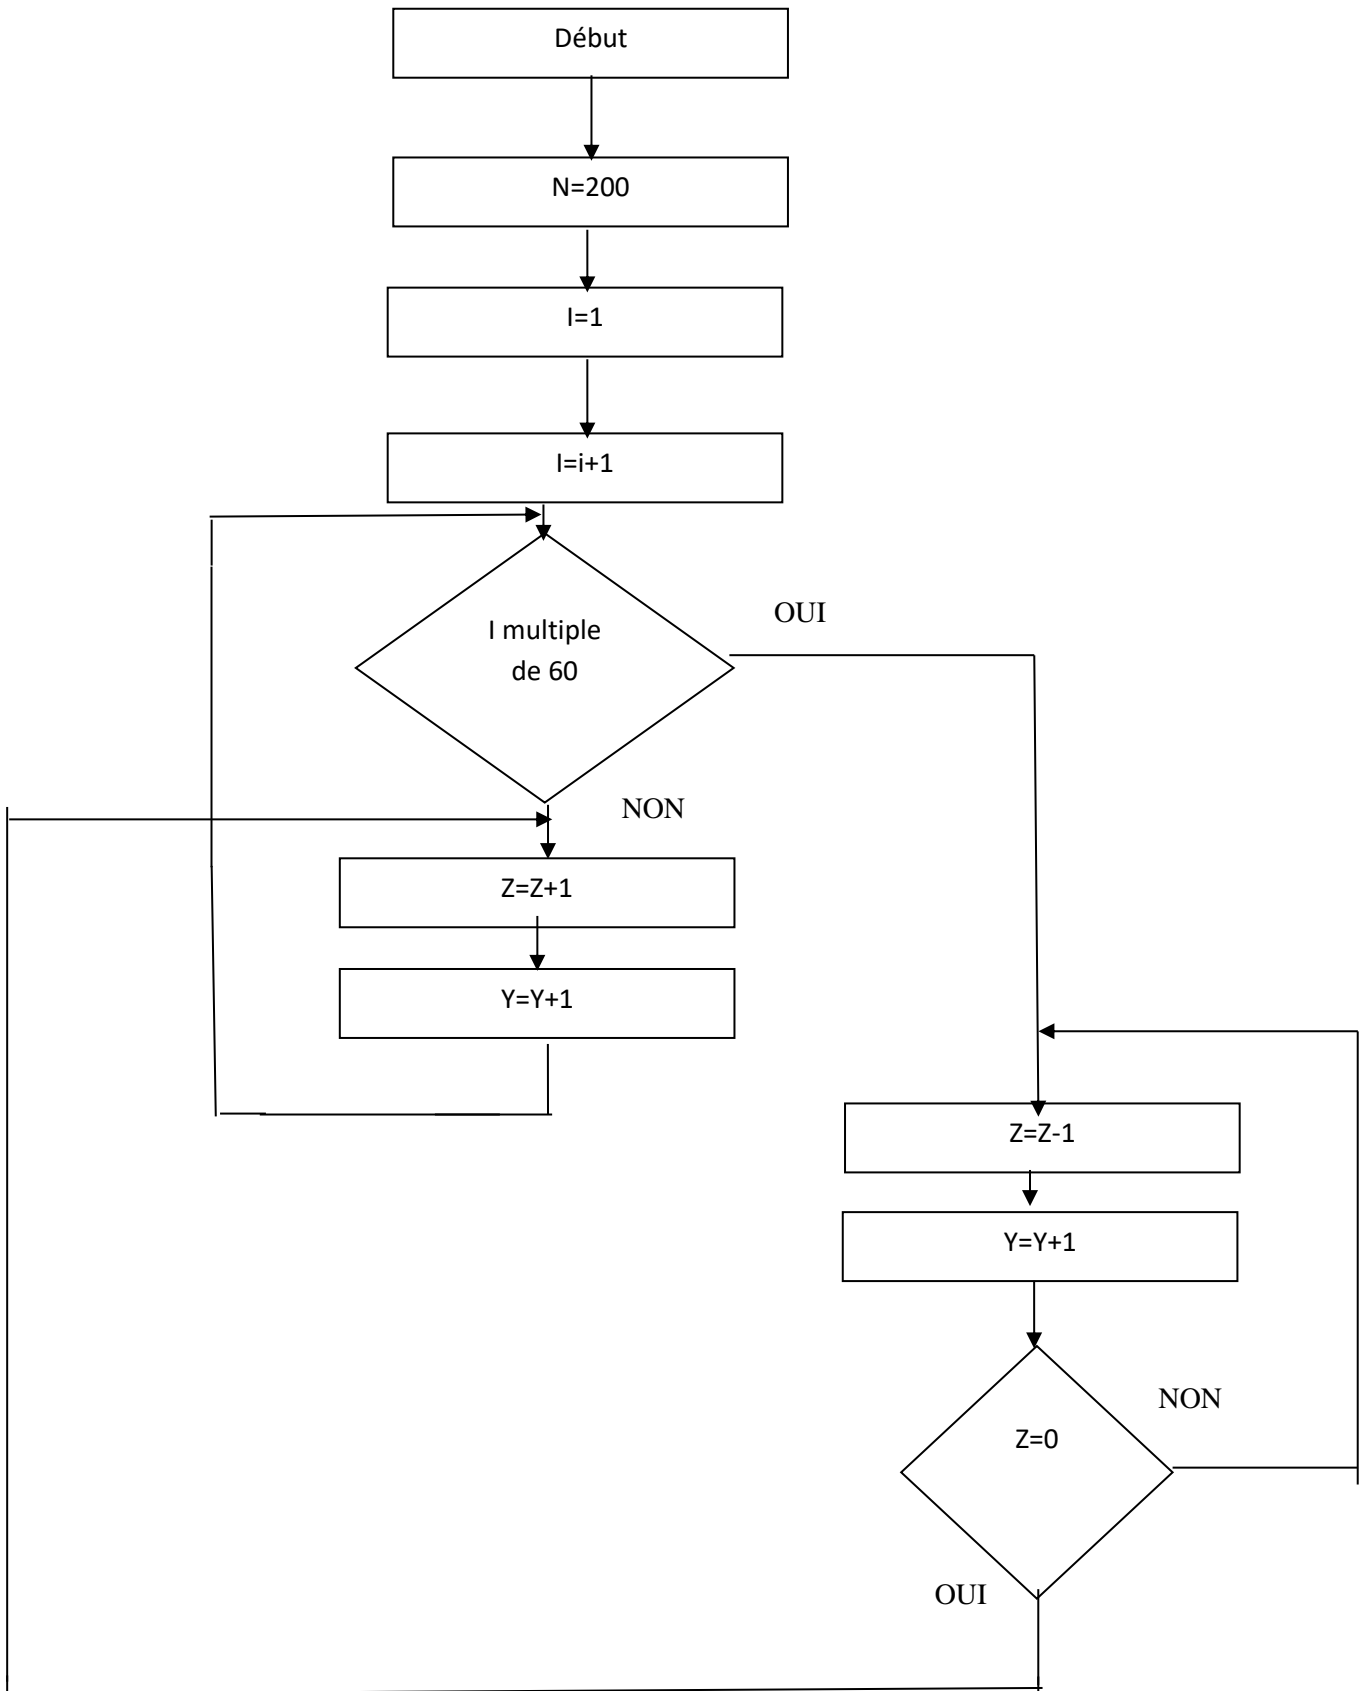 Début
N=200
I=1
I=i+1
I multiple
de 60
OUI
NON
Z=Z+1
Y=Y+1
Z=Z-1
Y=Y+1
Z=0
NON
OUI